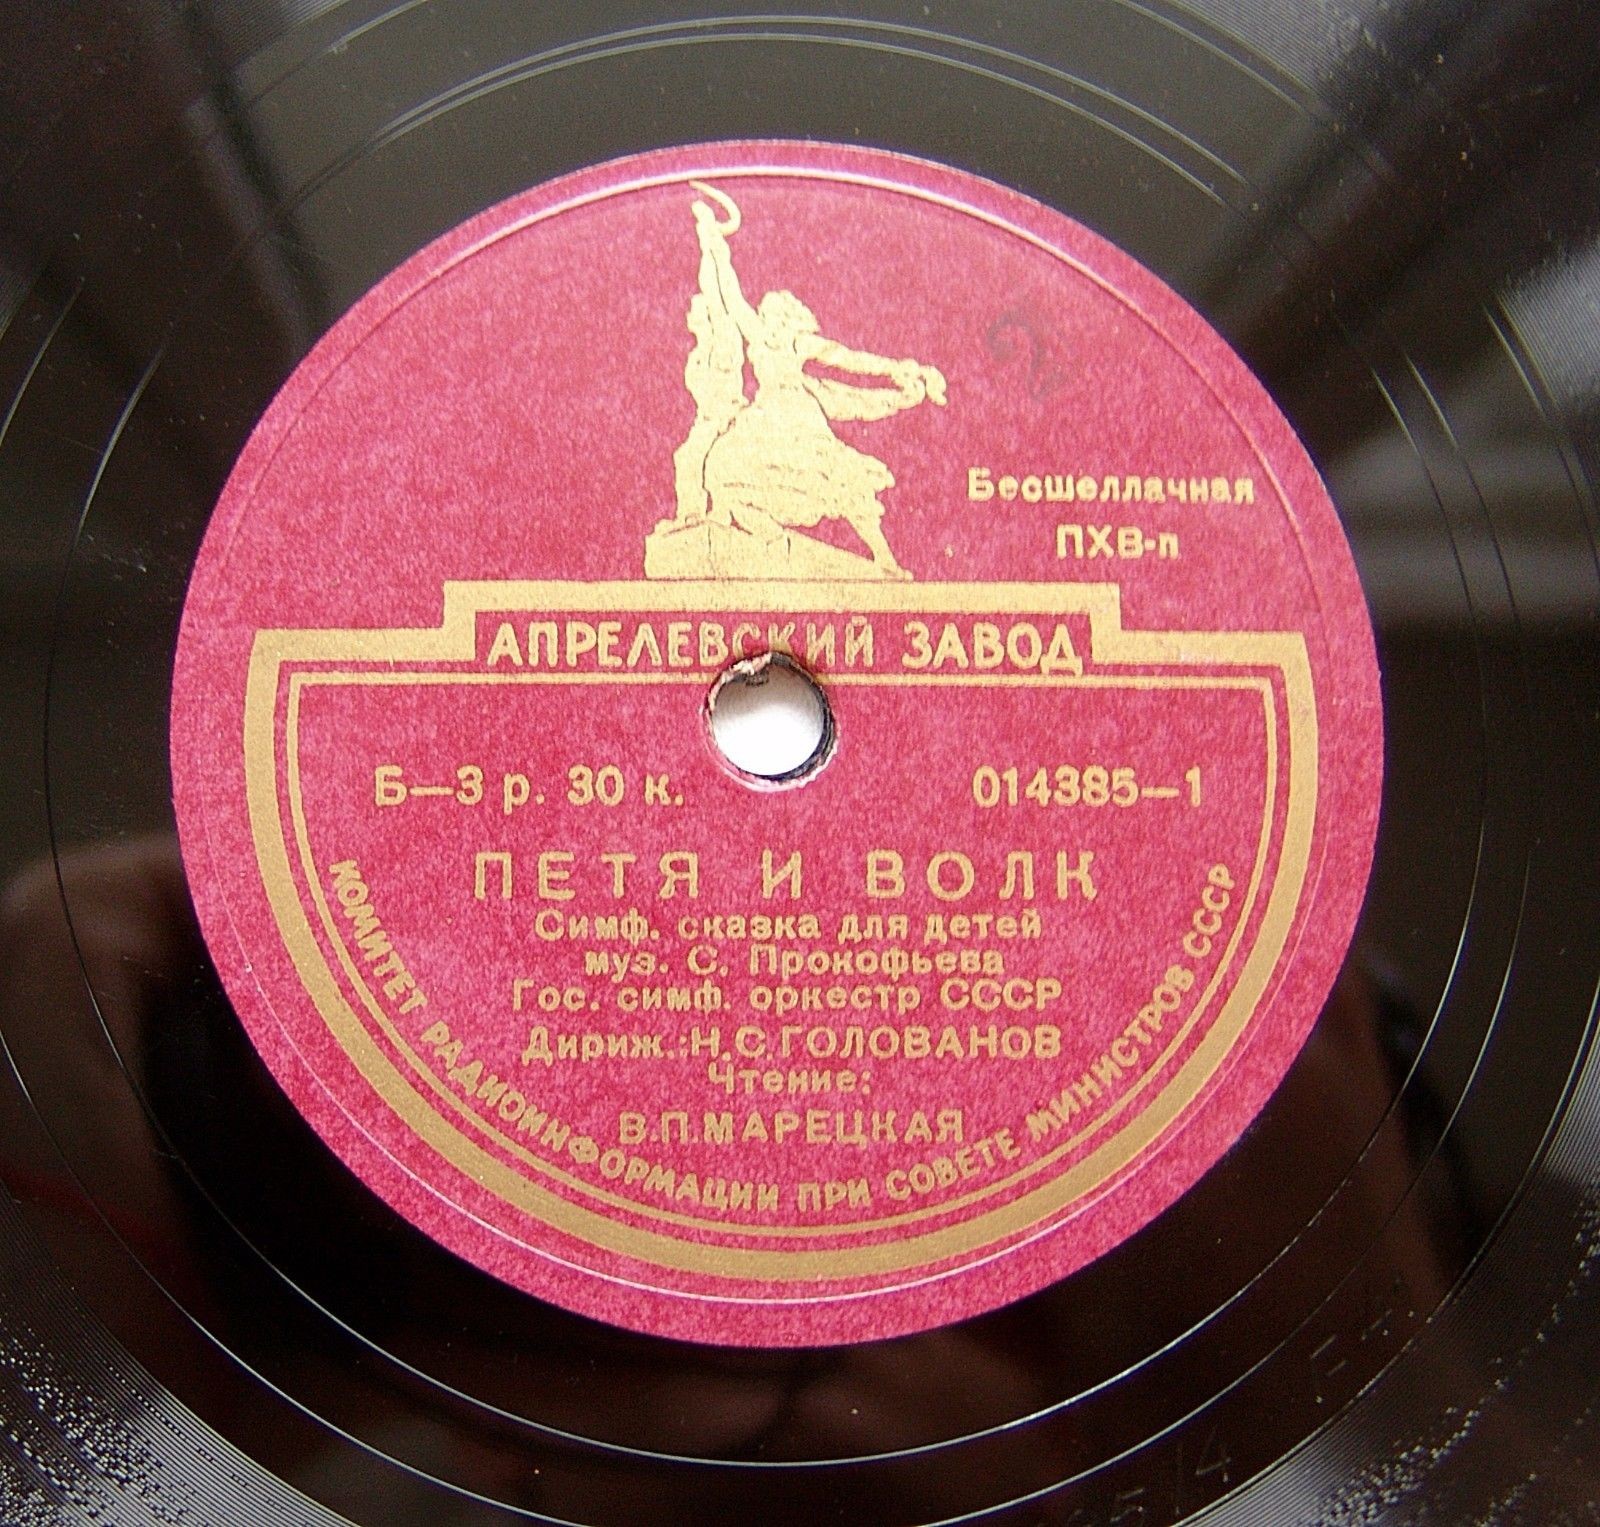 2
Бесшеллачная
ПХВ-п
АПРЕЛЕВСКИЙ ЗАВОД
Б—3 р. 30 к.
014385—1
ПЕТЯ И ВОЛК
Симф. сказка для детей
муз. С. Прокофьева
Гос. симф. оркестр СССР
Дириж.: Н.С.ГОЛОВАНОВ
Чтение:
В.П.МАРЕЦКАЯ
КОМИТЕТ РАДИОИНФОРМАЦИИ ПРИ СОВЕТЕ МИНИСТРОВ СССР